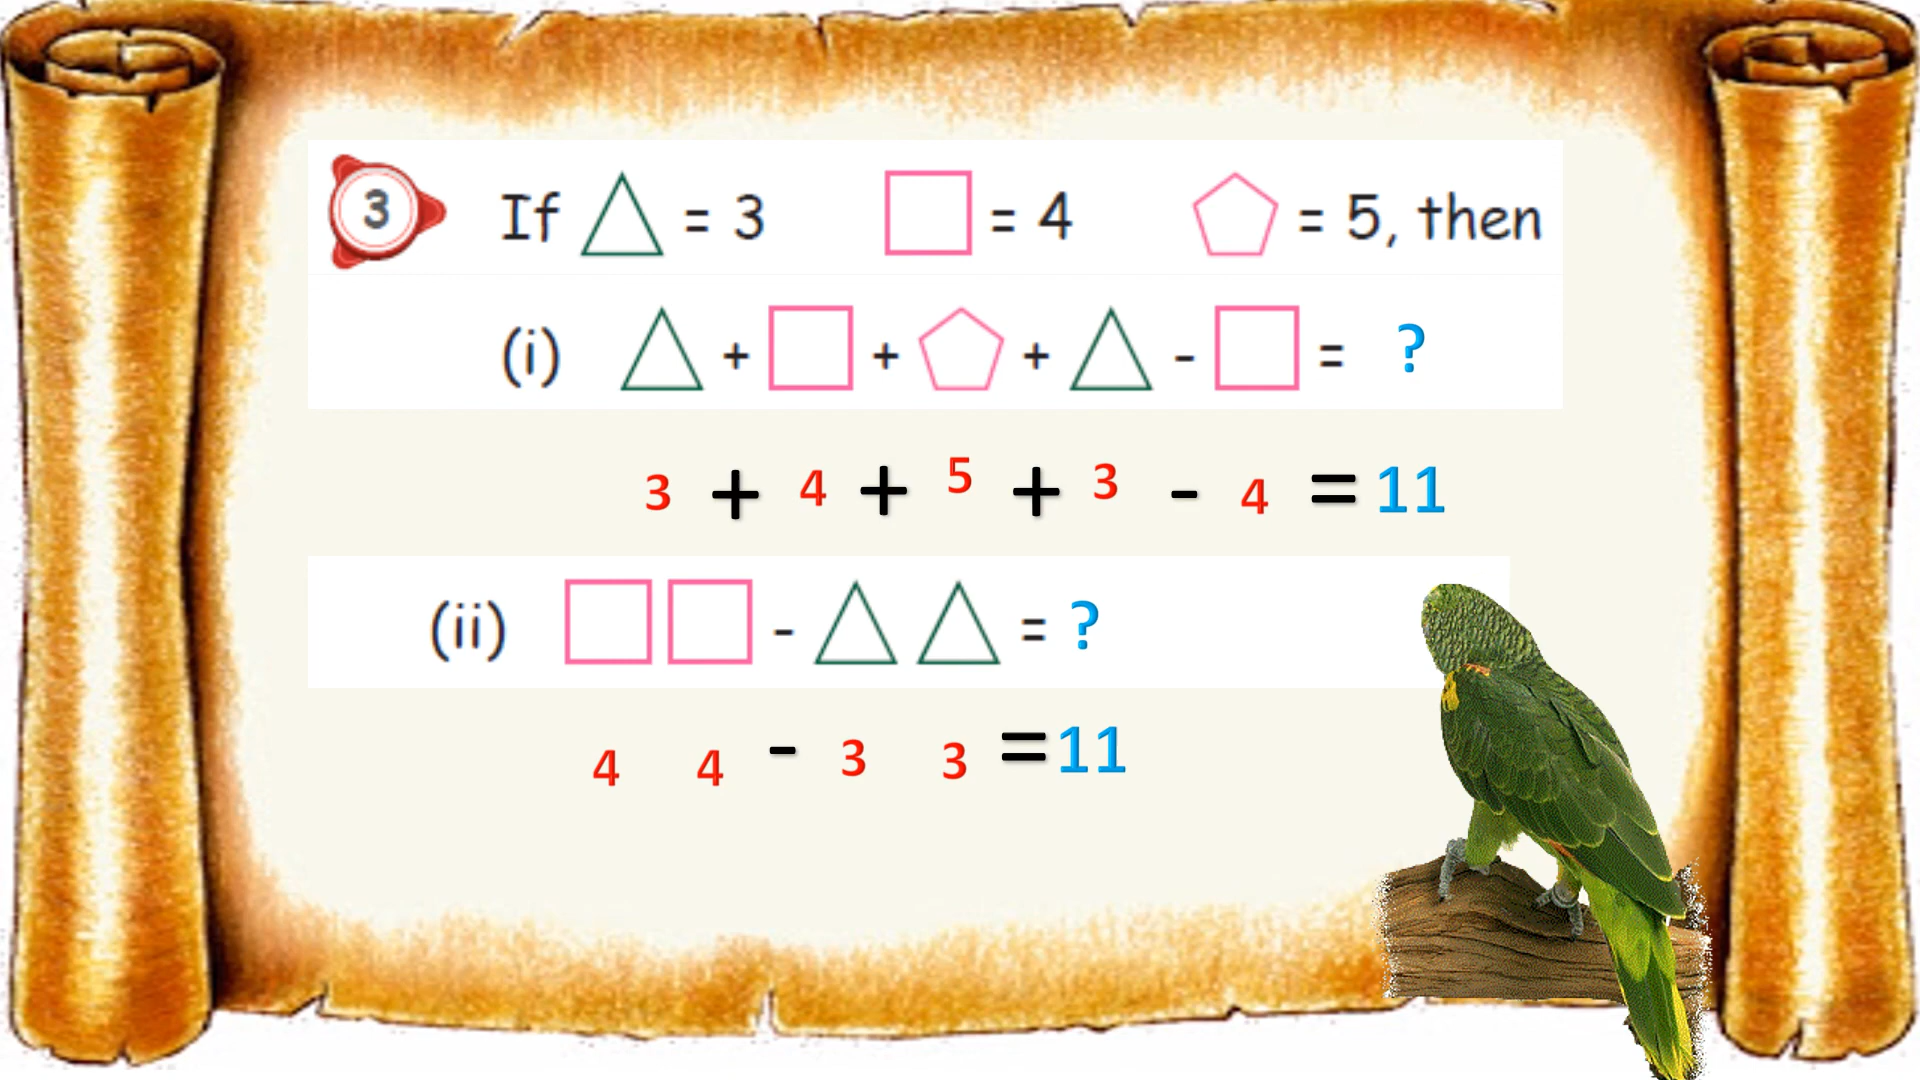 3 If △ = 3 □ = 4 ⬠ = 5, then
(i) △ + □ + ⬠ + △ - □ = ?
3 + 4 + 5 + 3 - 4 = 11
(ii) □ □ - △ △ = ?
4 4 - 3 3 = 11